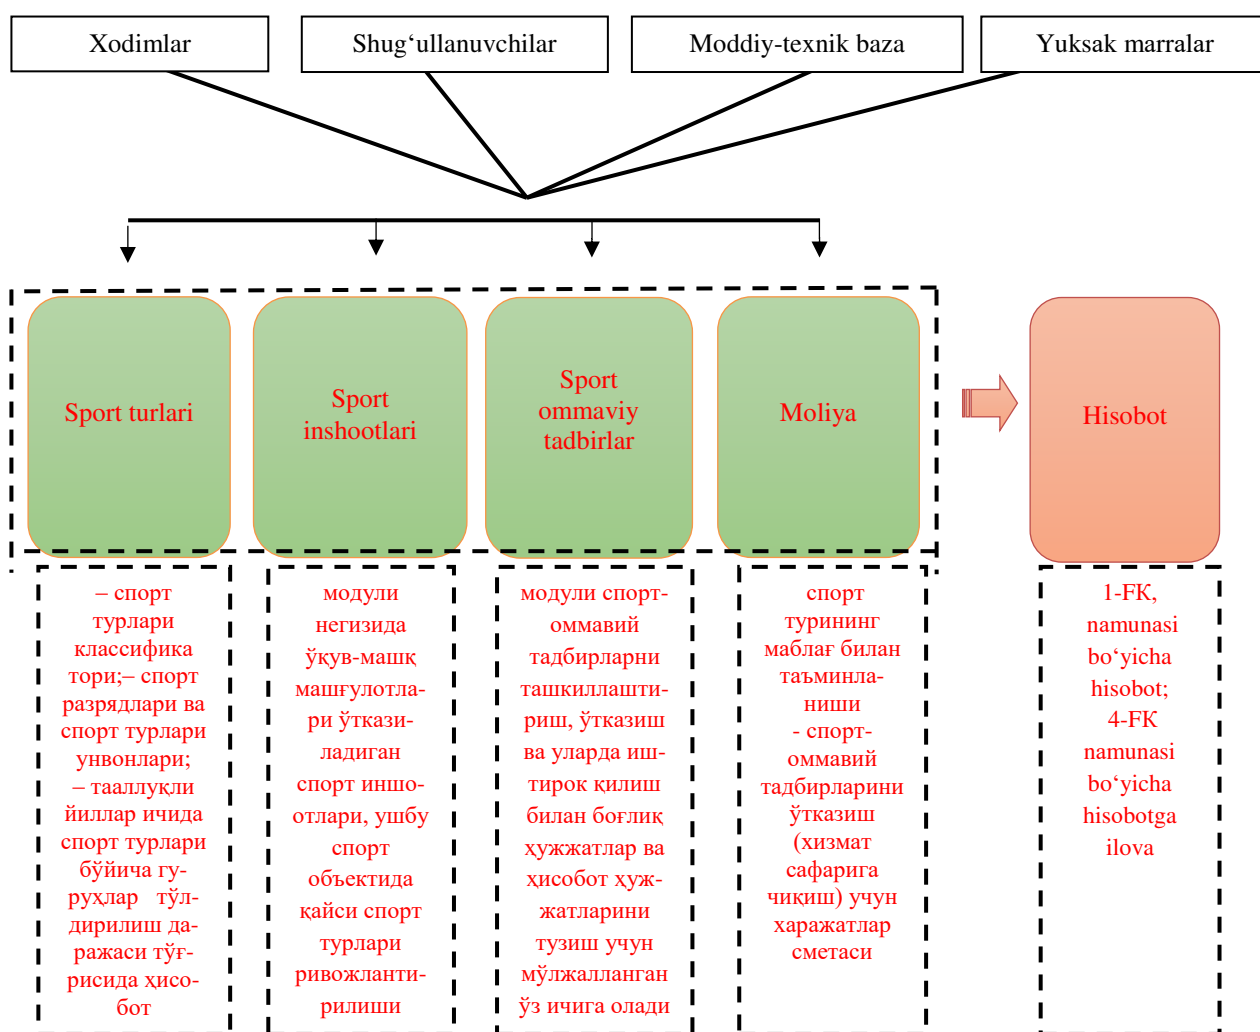 Xodimlar
Shug‘ullanuvchilar
Moddiy-texnik baza
Yuksak marralar
Sport turlari
Sport
inshootlari
Sport
ommaviy
tadbirlar
Moliya
Hisobot
– спорт
турлари
классифика
тори;– спорт
разрядлари ва
спорт турлари
унвонлари;
– тааллуқли
йиллар ичида
спорт турлари
бўйича гу-
руҳлар тўл-
дирилиш да-
ражаси тўғ-
рисида ҳисо-
бот
модули
негизида
ўқув-машқ
машғулотла-
ри ўткази-
ладиган
спорт иншо-
отлари, ушбу
спорт
объектида
қайси спорт
турлари
ривожланти-
рилиши
модули спорт-
оммавий
тадбирларни
ташкиллашти-
риш, ўтказиш
ва уларда иш-
тирок қилиш
билан боғлиқ
ҳужжатлар ва
ҳисобот ҳуж-
жатларини
тузиш учун
мўлжалланган
ўз ичига олади
спорт
турининг
маблағ билан
таъминла-
ниши
- спорт-
оммавий
тадбирларини
ўтказиш
(хизмат
сафарига
чиқиш) учун
харажатлар
сметаси
1-FK,
namunasi
bo‘yicha
hisobot;
4-FK
namunasi
bo‘yicha
hisobotga
ilova